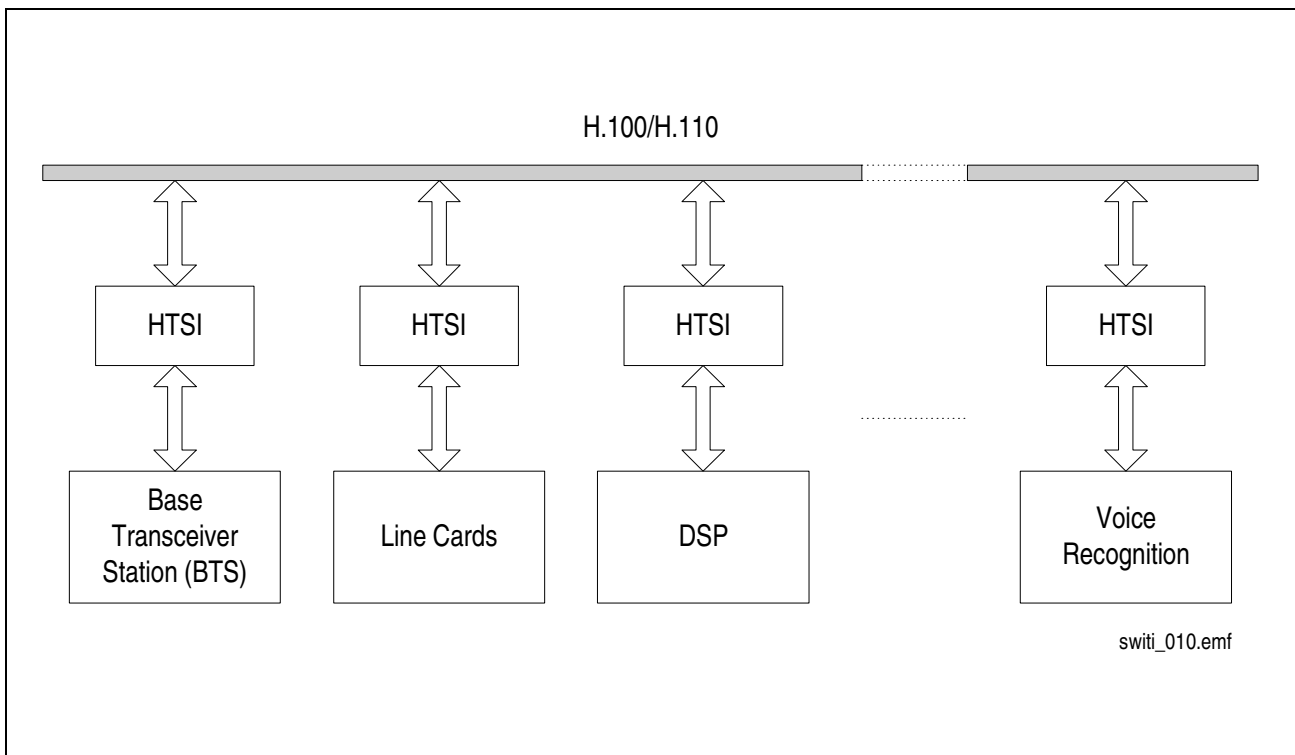 H.100/H.110
HTSI
HTSI
HTSI
HTSI
Base
Transceiver
Station (BTS)
Line Cards
DSP
Voice
Recognition
switi_010.emf